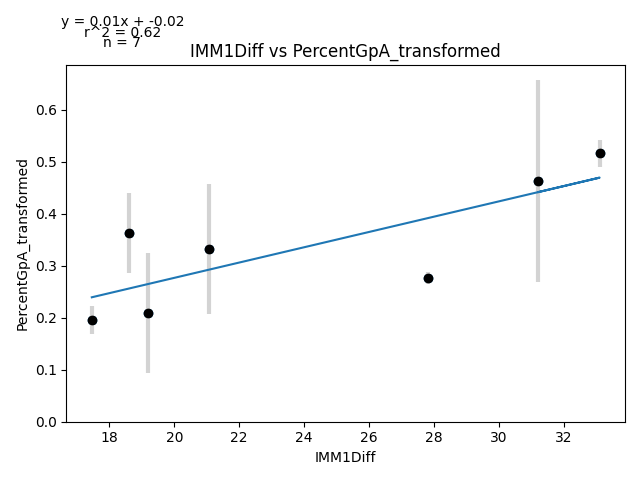 y = 0.01x + -0.02
r^2 = 0.62
n = 7
IMM1Diff vs PercentGpA_transformed
PercentGpA_transformed
0.6
0.5
0.4
0.3
0.2
0.1
0.0
18 20 22 24 26 28 30 32
IMM1Diff